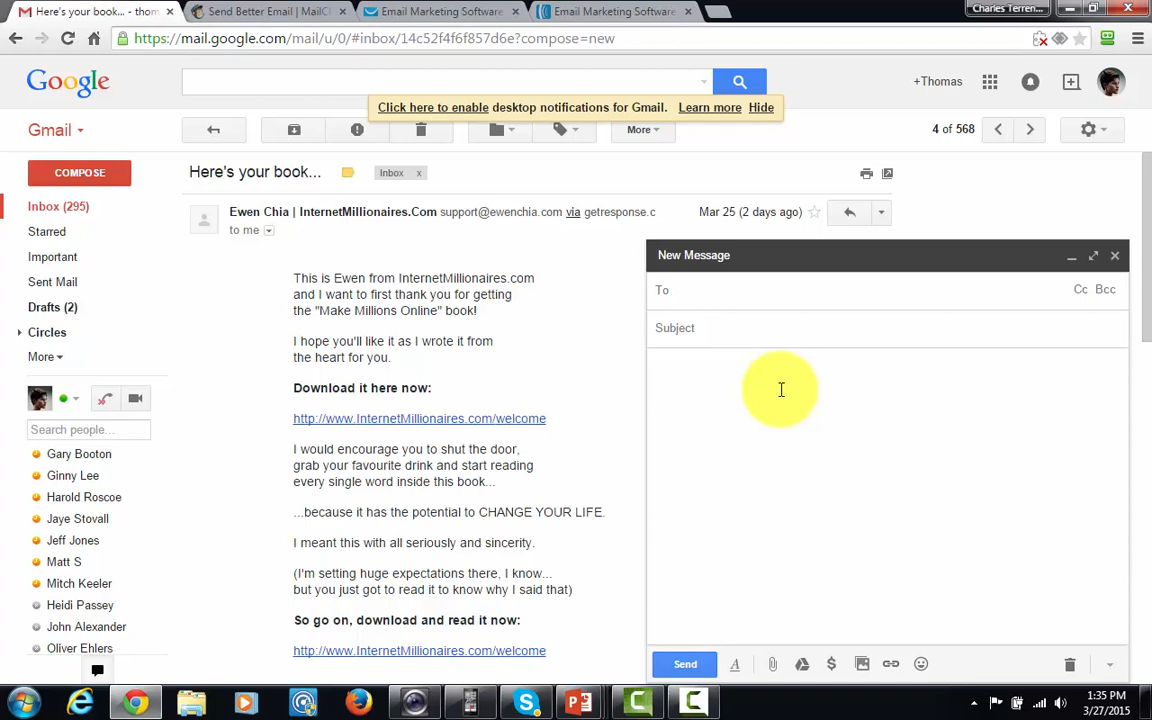 Here's your book... - thom
Send Better Email | MailCh
Email Marketing Software
Email Marketing Software
Charles Terren...
https://mail.google.com/mail/u/0/#inbox/14c52f4f6f857d6e?compose=new
Google
+Thomas
Click here to enable desktop notifications for Gmail. Learn more Hide
Gmail
More
4 of 568
COMPOSE
Here's your book...
Inbox x
Inbox (295)
Starred
Important
Sent Mail
Drafts (2)
Circles
More
Ewen Chia | InternetMillionaires.Com support@ewenchia.com via getresponse.c
Mar 25 (2 days ago)
to me
This is Ewen from InternetMillionaires.com
and I want to first thank you for getting
the "Make Millions Online" book!
I hope you'll like it as I wrote it from
the heart for you.
Download it here now:
http://www.InternetMillionaires.com/welcome
I would encourage you to shut the door,
grab your favourite drink and start reading
every single word inside this book...
...because it has the potential to CHANGE YOUR LIFE.
I meant this with all seriously and sincerity.
(I'm setting huge expectations there, I know...
but you just got to read it to know why I said that)
So go on, download and read it now:
http://www.InternetMillionaires.com/welcome
New Message
To
Cc Bcc
Subject
Send
Search people...
Gary Booton
Ginny Lee
Harold Roscoe
Jaye Stovall
Jeff Jones
Matt S
Mitch Keeler
Heidi Passey
John Alexander
Oliver Ehlers
1:35 PM
3/27/2015